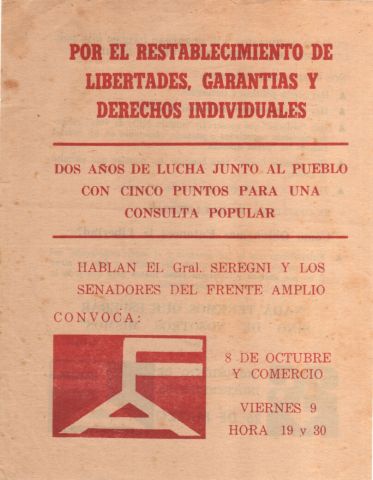 POR EL RESTABLECIMIENTO DE
LIBERTADES, GARANTIAS Y
DERECHOS INDIVIDUALES
DOS AÑOS DE LUCHA JUNTO AL PUEBLO
CON CINCO PUNTOS PARA UNA
CONSULTA POPULAR
HABLAN EL Gral. SEREGNI Y LOS
SENADORES DEL FRENTE AMPLIO
CONVOCA:
FA
8 DE OCTUBRE
Y COMERCIO
VIERNES 9
HORA 19 y 30